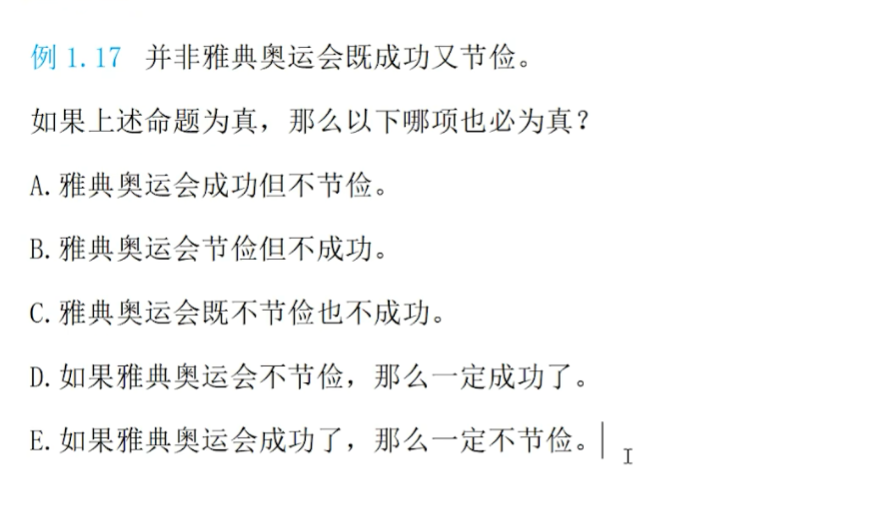 例 1.17 并非雅典奥运会既成功又节俭。
如果上述命题为真，那么以下哪项也必为真？
A.雅典奥运会成功但不节俭。
B.雅典奥运会节俭但不成功。
C.雅典奥运会既不节俭也不成功。
D.如果雅典奥运会不节俭，那么一定成功了。
E.如果雅典奥运会成功了，那么一定不节俭。